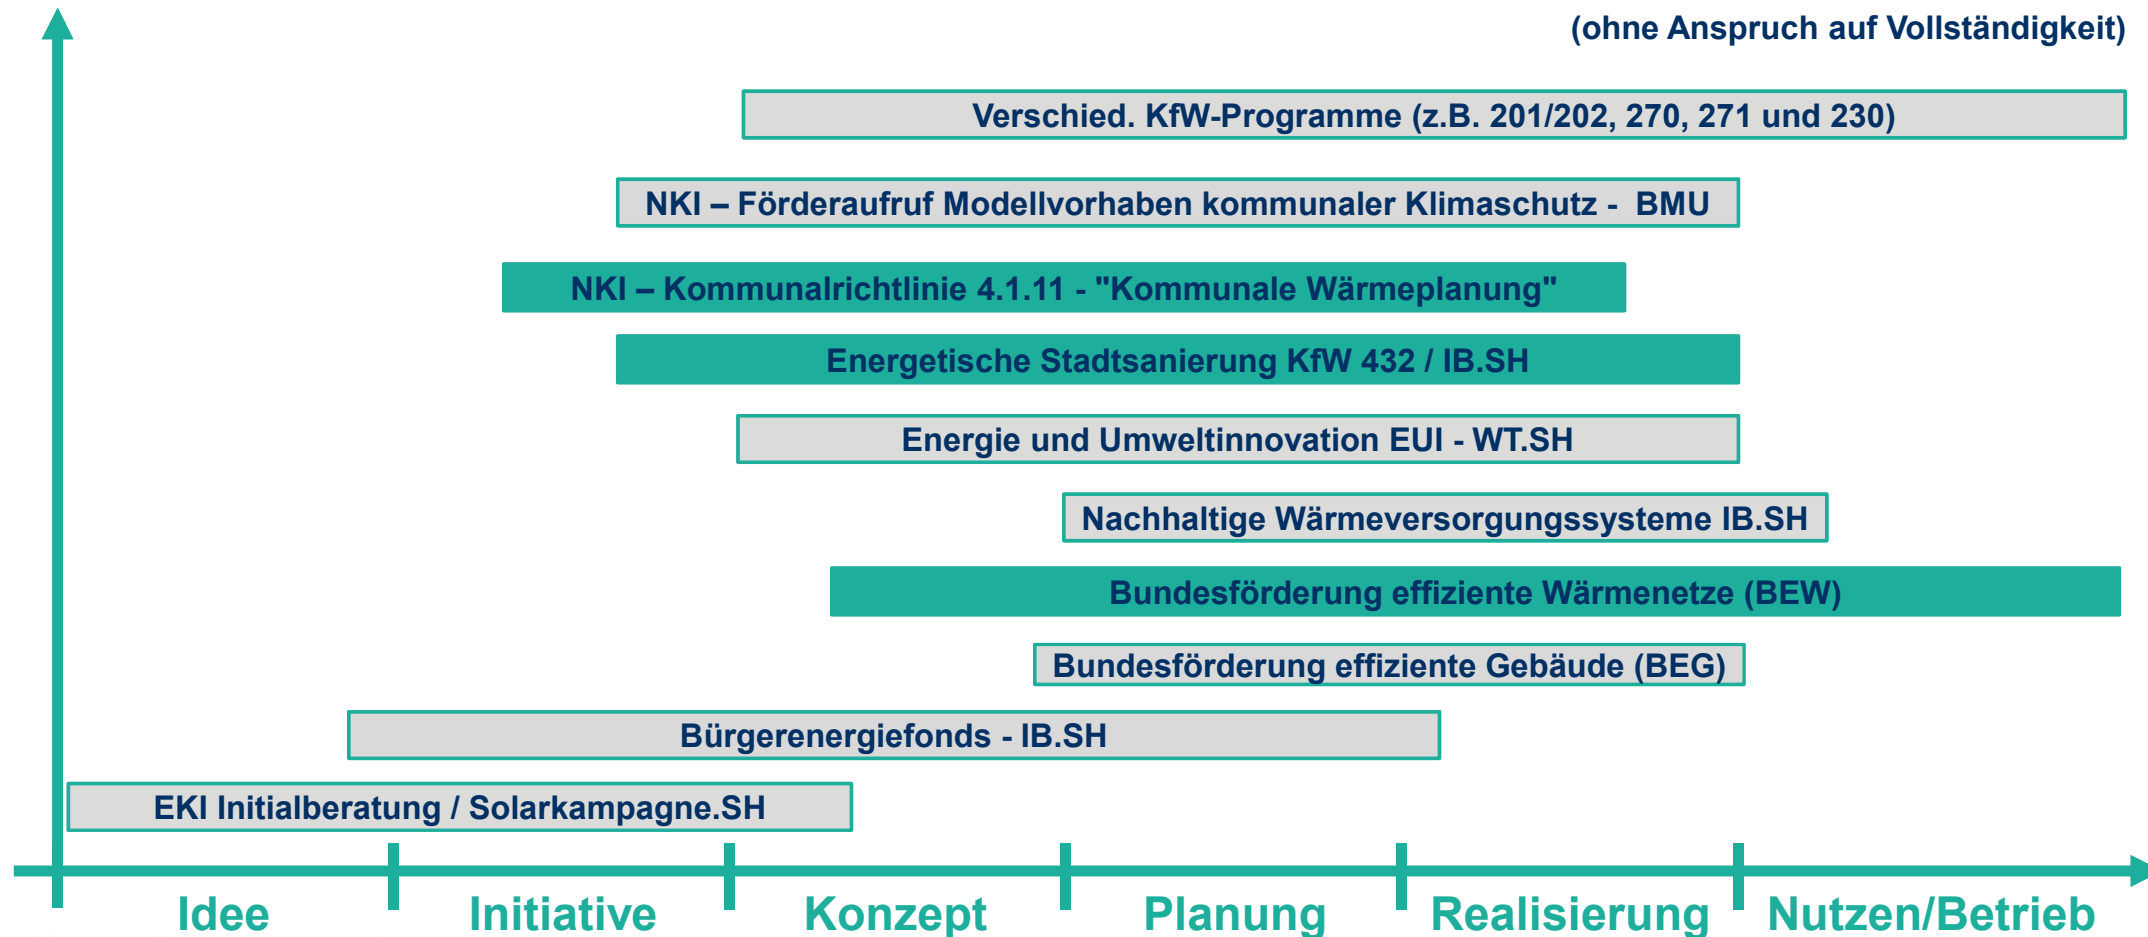 (ohne Anspruch auf Vollständigkeit)
Verschied. KfW-Programme (z.B. 201/202, 270, 271 und 230)
NKI – Förderaufruf Modellvorhaben kommunaler Klimaschutz - BMU
NKI – Kommunalrichtlinie 4.1.11 - "Kommunale Wärmeplanung"
Energetische Stadtsanierung KfW 432 / IB.SH
Energie und Umweltinnovation EUI - WT.SH
Nachhaltige Wärmeversorgungssysteme IB.SH
Bundesförderung effiziente Wärmenetze (BEW)
Bundesförderung effiziente Gebäude (BEG)
Bürgerenergiefonds - IB.SH
EKI Initialberatung / Solarkampagne.SH
Idee Initiative Konzept Planung Realisierung Nutzen/Betrieb